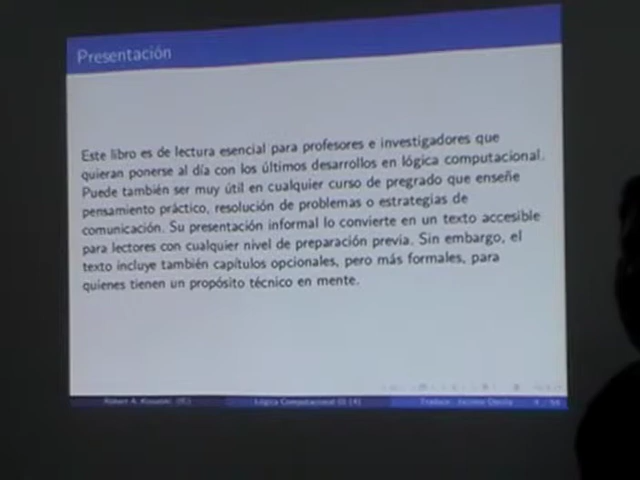 Presentación
Este libro es de lectura esencial para profesores e investigadores que
quieran ponerse al día con los últimos desarrollos en lógica computacional.
Puede también ser muy útil en cualquier curso de pregrado que enseñe
pensamiento práctico, resolución de problemas o estrategias de
comunicación. Su presentación informal lo convierte en un texto accesible
para lectores con cualquier nivel de preparación previa. Sin embargo, el
texto incluye también capítulos opcionales, pero más formales, para
quienes tienen un propósito técnico en mente.
Robert A. Kowalski Lógica Computacional